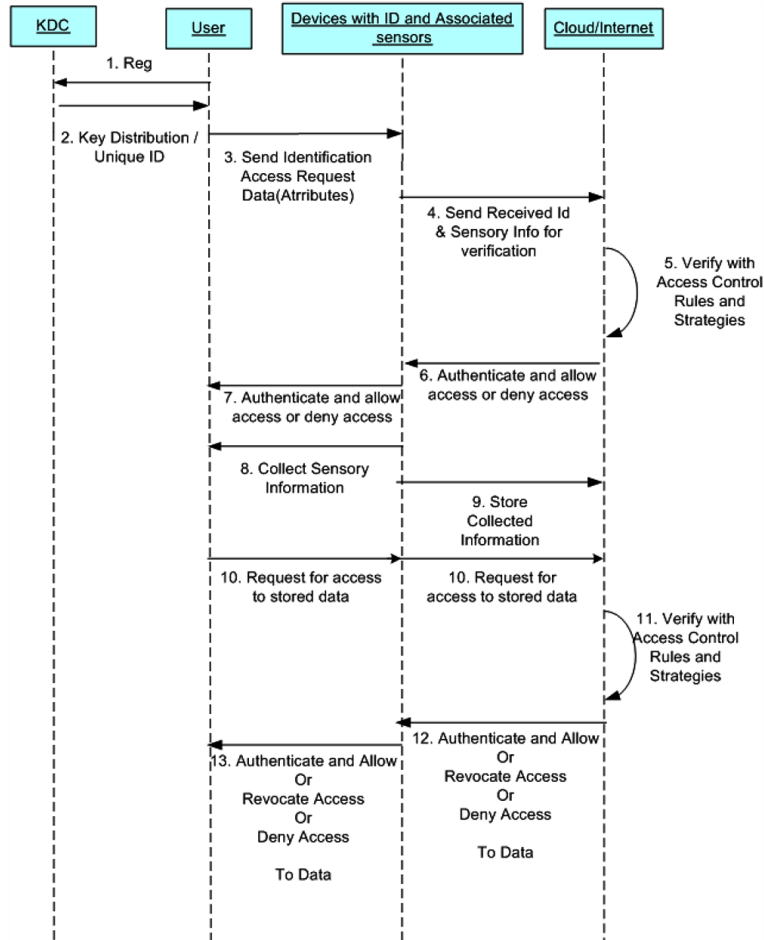 KDC
User
Devices with ID and Associated
sensors
Cloud/Internet
1. Reg
2. Key Distribution /
Unique ID
3. Send Identification
Access Request
Data(Atrributes)
4. Send Received Id
& Sensory Info for
verification
5. Verify with
Access Control
Rules and
Strategies
6. Authenticate and allow
access or deny access
7. Authenticate and allow
access or deny access
8. Collect Sensory
Information
9. Store
Collected
Information
10. Request for access
to stored data
10. Request for
access to stored data
11. Verify with
Access Control
Rules and
Strategies
12. Authenticate and Allow
Or
Revocate Access
Or
Deny Access
To Data
13. Authenticate and Allow
Or
Revocate Access
Or
Deny Access
To Data